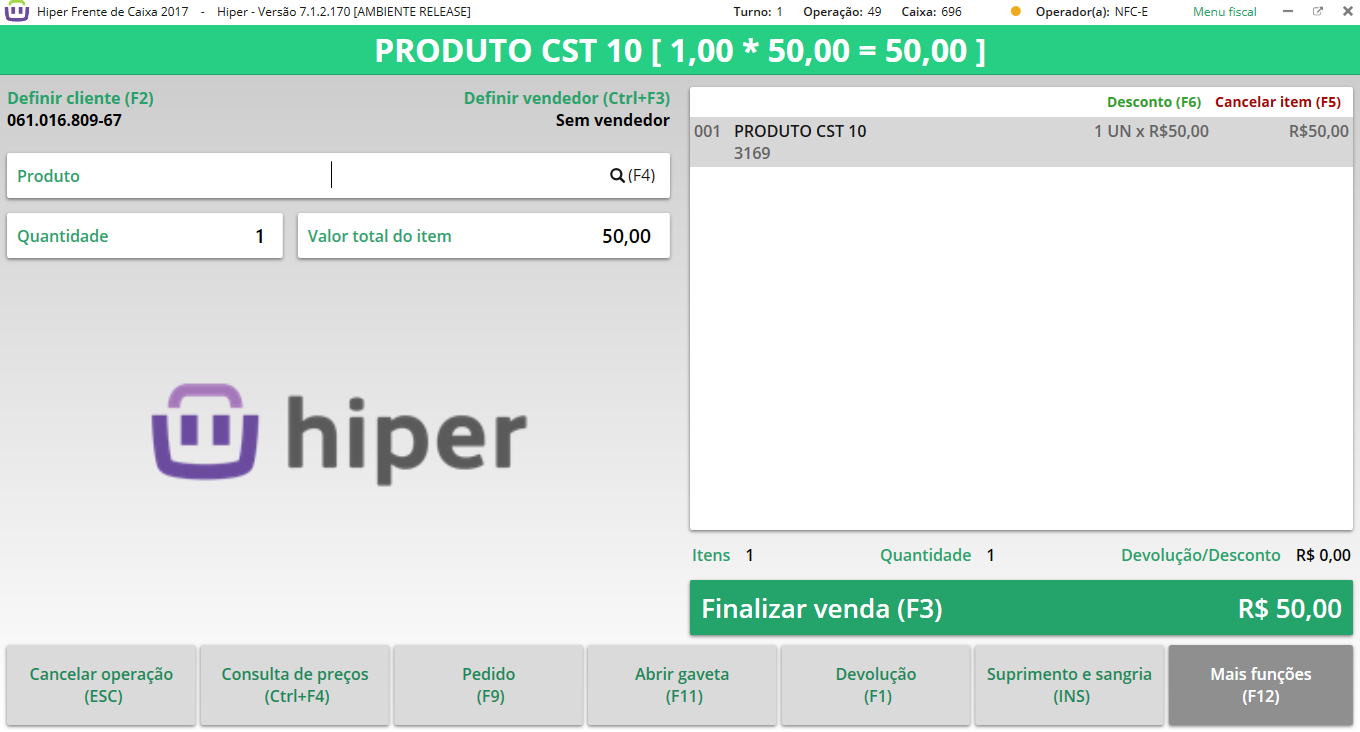 Hiper Frente de Caixa 2017 - Hiper - Versão 7.1.2.170 [AMBIENTE RELEASE] Turno: 1 Operação: 49 Caixa: 696 Operador(a): NFC-E Menu fiscal
PRODUTO CST 10 [ 1,00 * 50,00 = 50,00 ]
Definir cliente (F2) Definir vendedor (Ctrl+F3)
061.016.809-67 Sem vendedor
Produto (F4)
Quantidade 1 Valor total do item 50,00
hiper
Desconto (F6) Cancelar item (F5)
001 PRODUTO CST 10 1 UN x R$50,00 R$50,00
3169
Itens 1 Quantidade 1 Devolução/Desconto R$ 0,00
Finalizar venda (F3) R$ 50,00
Cancelar operação
(ESC)
Consulta de preços
(Ctrl+F4)
Pedido
(F9)
Abrir gaveta
(F11)
Devolução
(F1)
Suprimento e sangria
(INS)
Mais funções
(F12)